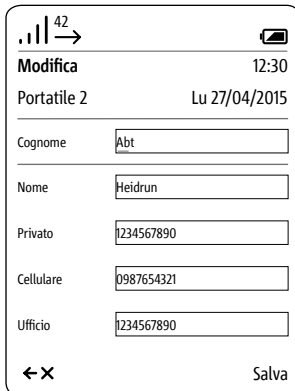 42
Modifica 12:30
Portatile 2 Lu 27/04/2015
Cognome Abt
Nome Heidrun
Privato 1234567890
Cellulare 0987654321
Ufficio 1234567890
Salva